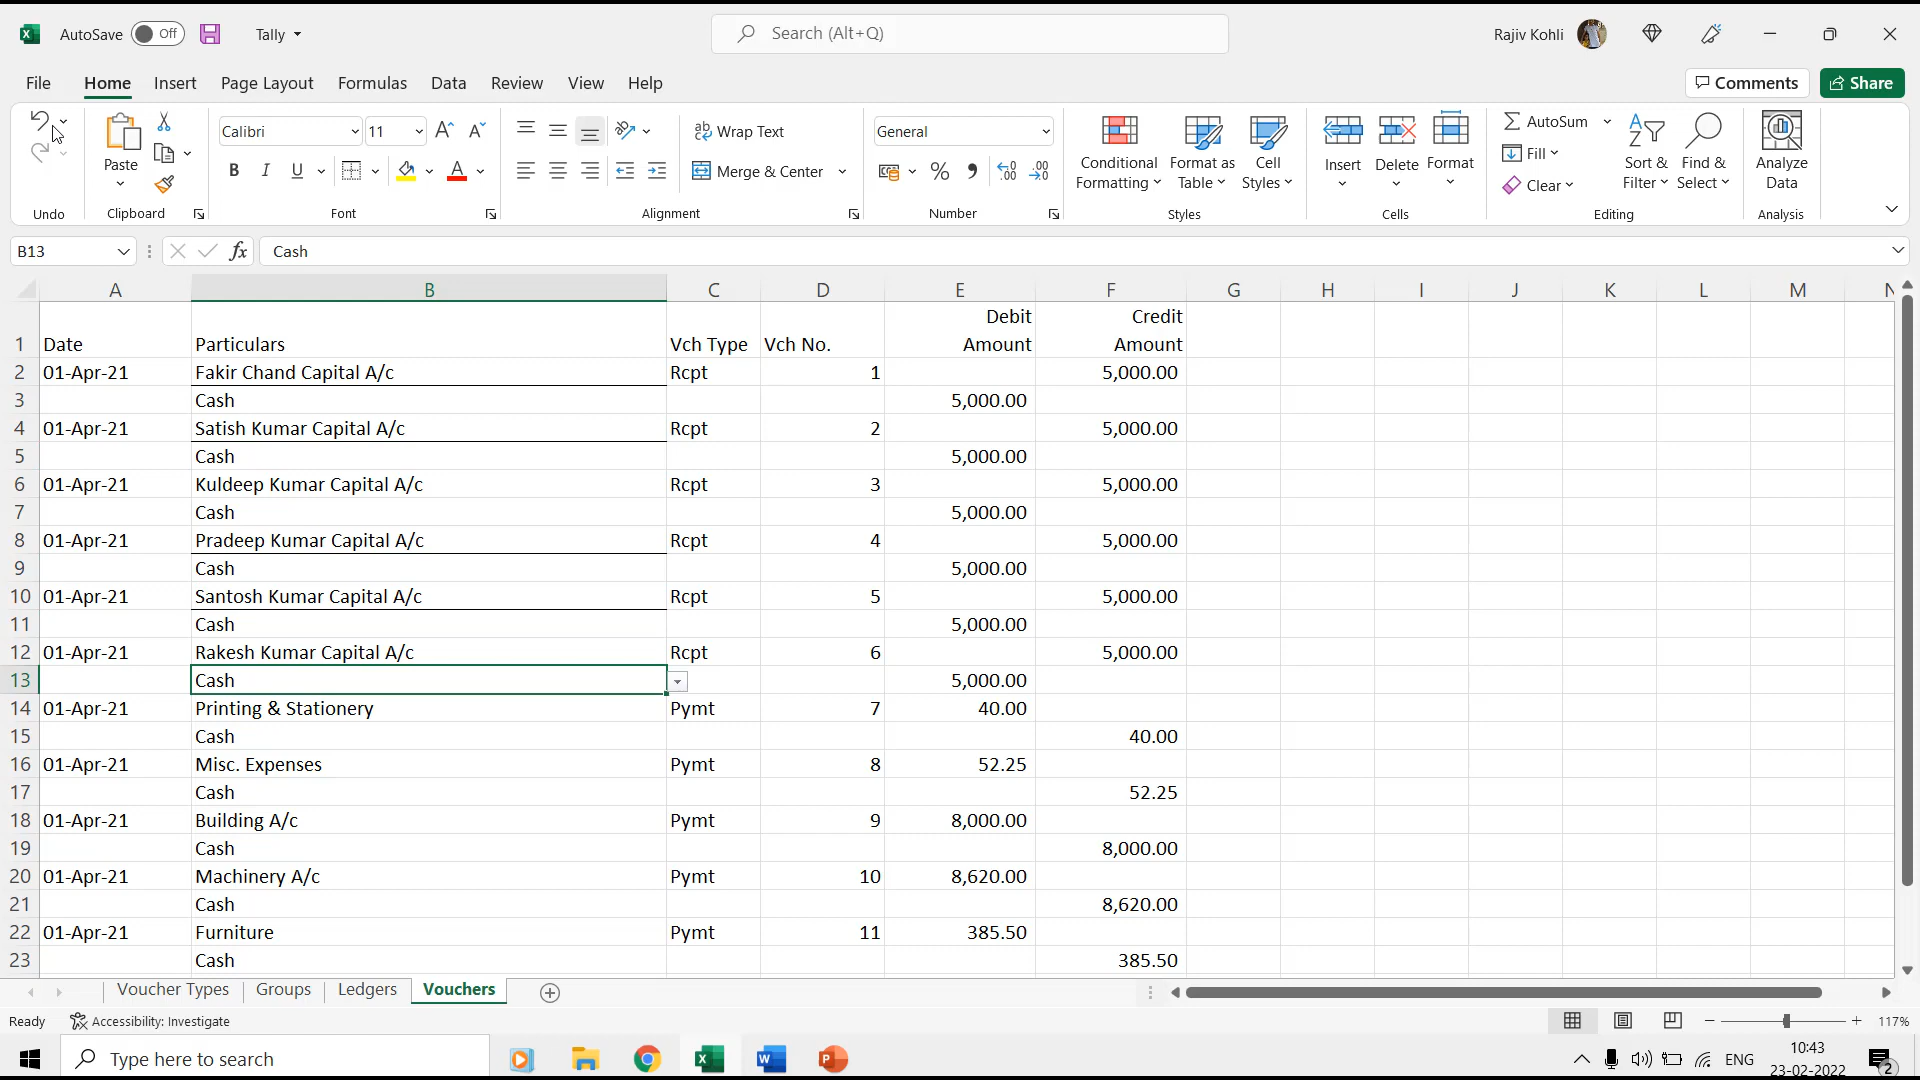 AutoSave Off Tally Search (Alt+Q) Rajiv Kohli
File Home Insert Page Layout Formulas Data Review View Help Comments Share
Calibri 11 Wrap Text General AutoSum
Paste B I U Merge & Center % Conditional Formatting Format as Table Cell Styles Insert Delete Format Fill Clear Sort & Filter Find & Select Analyze Data
Undo Clipboard Font Alignment Number Styles Cells Editing Analysis
B13 fx Cash
A B C D E F G H I J K L M N
1 Date Particulars Vch Type Vch No. Debit Amount Credit Amount
2 01-Apr-21 Fakir Chand Capital A/c Rcpt 1 5,000.00
3 Cash 5,000.00
4 01-Apr-21 Satish Kumar Capital A/c Rcpt 2 5,000.00
5 Cash 5,000.00
6 01-Apr-21 Kuldeep Kumar Capital A/c Rcpt 3 5,000.00
7 Cash 5,000.00
8 01-Apr-21 Pradeep Kumar Capital A/c Rcpt 4 5,000.00
9 Cash 5,000.00
10 01-Apr-21 Santosh Kumar Capital A/c Rcpt 5 5,000.00
11 Cash 5,000.00
12 01-Apr-21 Rakesh Kumar Capital A/c Rcpt 6 5,000.00
13 Cash 5,000.00
14 01-Apr-21 Printing & Stationery Pymt 7 40.00
15 Cash 40.00
16 01-Apr-21 Misc. Expenses Pymt 8 52.25
17 Cash 52.25
18 01-Apr-21 Building A/c Pymt 9 8,000.00
19 Cash 8,000.00
20 01-Apr-21 Machinery A/c Pymt 10 8,620.00
21 Cash 8,620.00
22 01-Apr-21 Furniture Pymt 11 385.50
23 Cash 385.50
Voucher Types Groups Ledgers Vouchers
Ready Accessibility: Investigate 117%
Type here to search ENG 10:43
23-02-2022 2